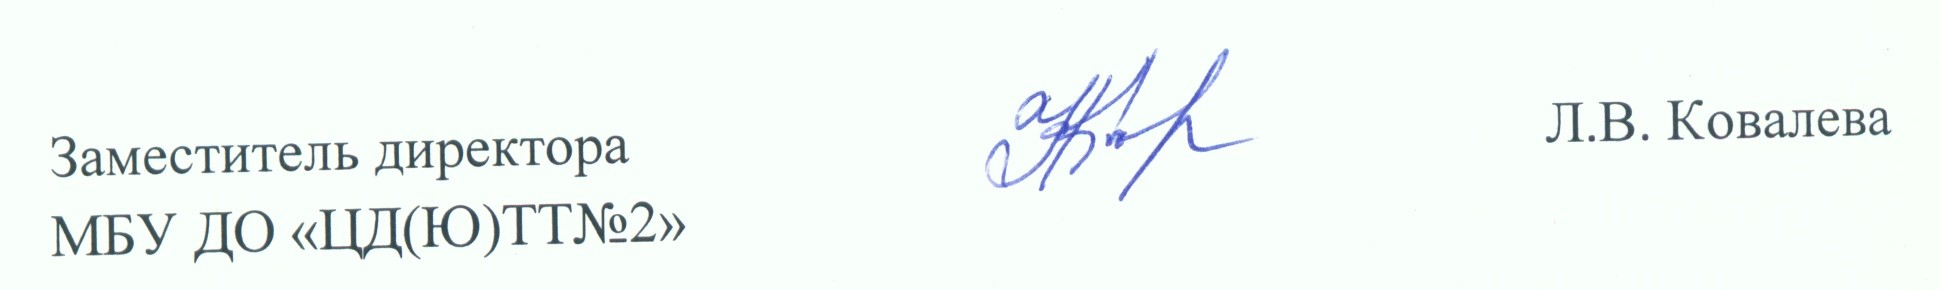 Заместитель директора Л.В. Ковалева
МБУ ДО «ЦД(Ю)ТТ№2»